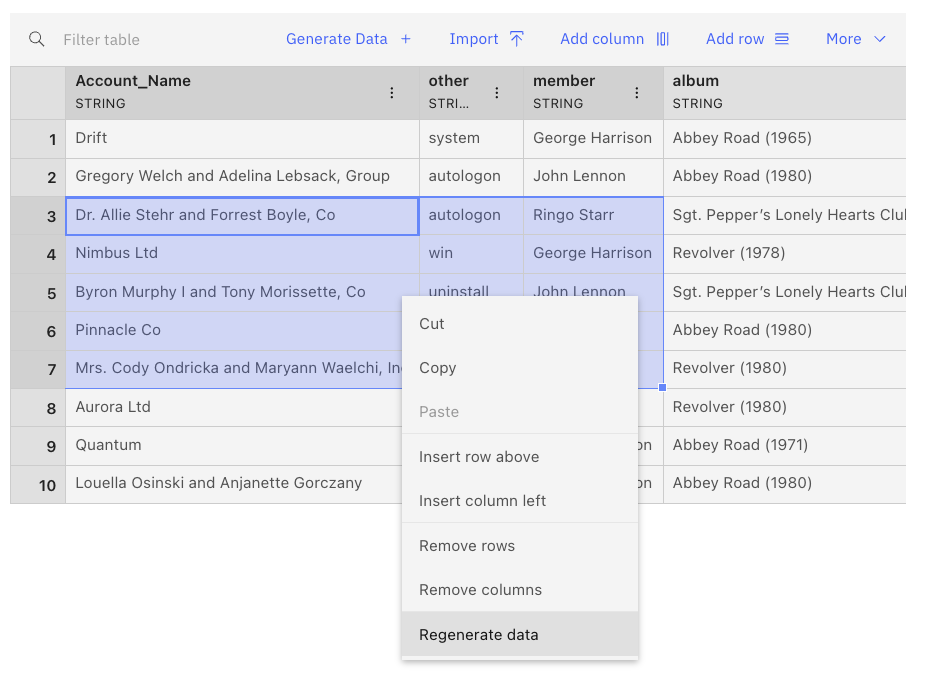 Filter table Generate Data + Import Add column Add row More
Account_Name other member album
STRING STRI... STRING STRING
1 Drift system George Harrison Abbey Road (1965)
2 Gregory Welch and Adelina Lebsack, Group autologon John Lennon Abbey Road (1980)
3 Dr. Allie Stehr and Forrest Boyle, Co autologon Ringo Starr Sgt. Pepper’s Lonely Hearts Clu
4 Nimbus Ltd win George Harrison Revolver (1978)
5 Byron Murphy I and Tony Morissette, Co uninstall John Lennon Sgt. Pepper’s Lonely Hearts Clu
6 Pinnacle Co Abbey Road (1980)
7 Mrs. Cody Ondricka and Maryann Waelchi, In Revolver (1980)
8 Aurora Ltd Revolver (1980)
9 Quantum on Abbey Road (1971)
10 Louella Osinski and Anjanette Gorczany on Abbey Road (1980)
Cut
Copy
Paste
Insert row above
Insert column left
Remove rows
Remove columns
Regenerate data